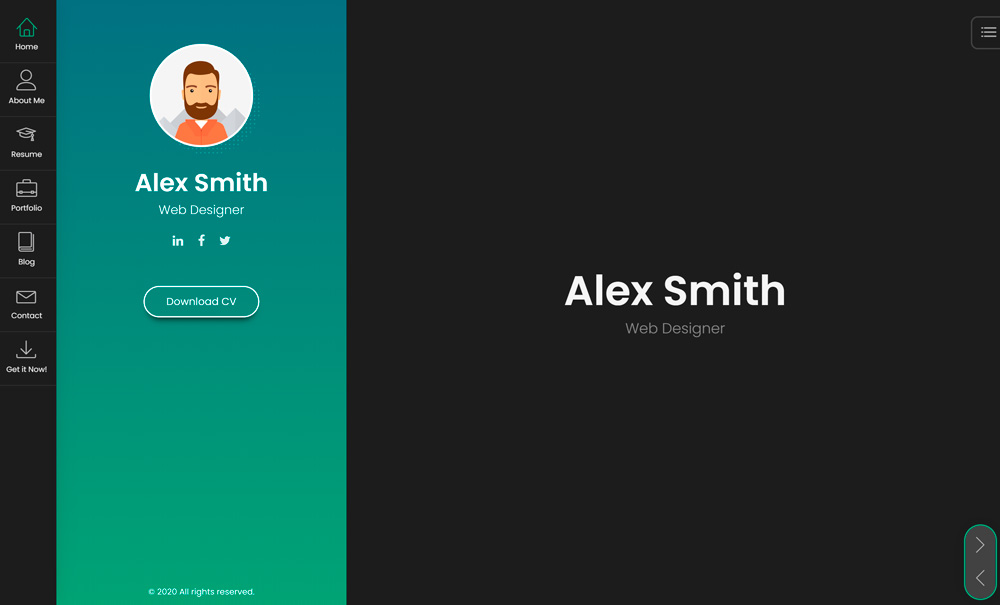 Home
About Me
Resume
Portfolio
Blog
Contact
Get it Now!
Alex Smith
Web Designer
Download CV
© 2020 All rights reserved.
Alex Smith
Web Designer